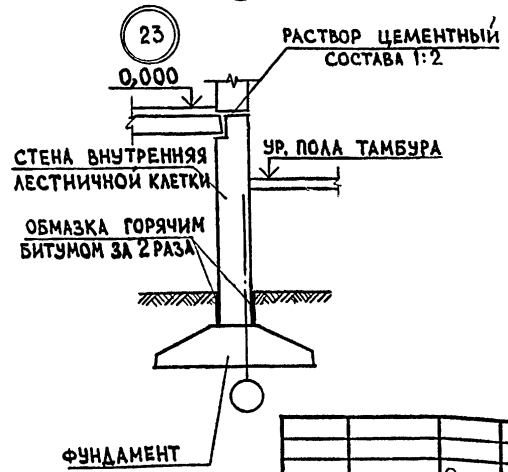 23
РАСТВОР ЦЕМЕНТНЫЙ
СОСТАВА 1:2
0,000
СТЕНА ВНУТРЕННЯЯ
ЛЕСТНИЧНОЙ КЛЕТКИ
УР. ПОЛА ТАМБУРА
ОБМАЗКА ГОРЯЧИМ
БИТУМОМ ЗА 2 РАЗА
ФУНДАМЕНТ